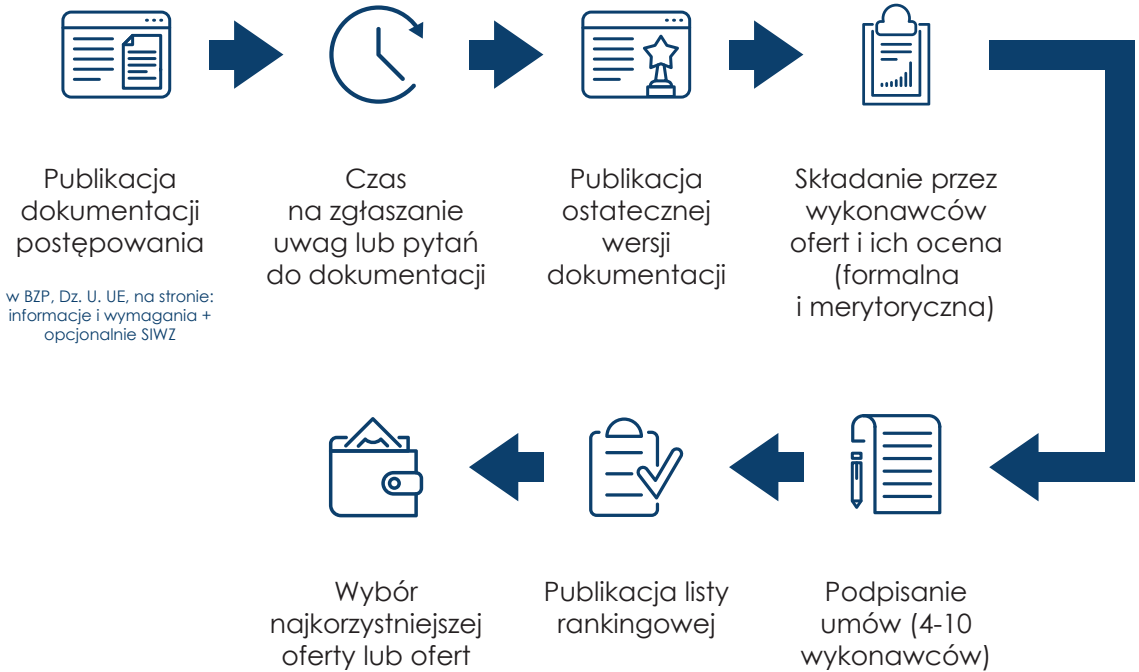 Publikacja
dokumentacji
postępowania
w BZP, Dz. U. UE, na stronie:
informacje i wymagania +
opcjonalnie SIWZ
Czas
na zgłaszanie
uwag lub pytań
do dokumentacji
Publikacja
ostatecznej
wersji
dokumentacji
Składanie przez
wykonawców
ofert i ich ocena
(formalna
i merytoryczna)
Podpisanie
umów (4-10
wykonawców)
Publikacja listy
rankingowej
Wybór
najkorzystniejszej
oferty lub ofert